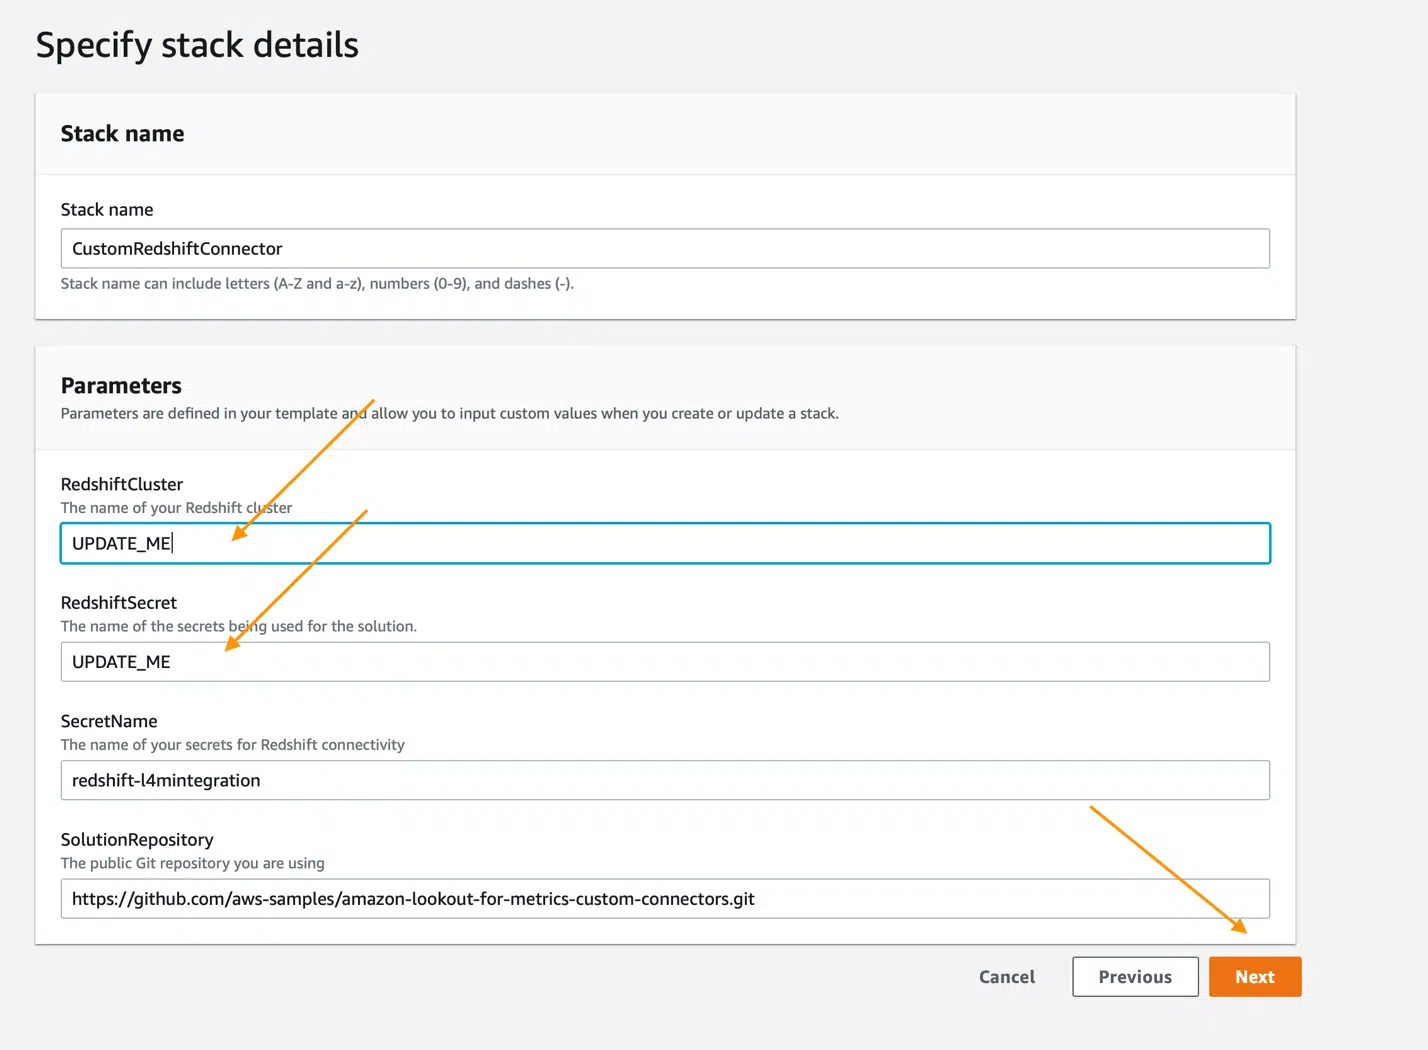 Specify stack details
Stack name
Stack name
CustomRedshiftConnector
Stack name can include letters (A-Z and a-z), numbers (0-9), and dashes (-).
Parameters
Parameters are defined in your template and allow you to input custom values when you create or update a stack.
RedshiftCluster
The name of your Redshift cluster
UPDATE_ME
RedshiftSecret
The name of the secrets being used for the solution.
UPDATE_ME
SecretName
The name of your secrets for Redshift connectivity
redshift-l4mintegration
SolutionRepository
The public Git repository you are using
https://github.com/aws-samples/amazon-lookout-for-metrics-custom-connectors.git
Cancel Previous Next